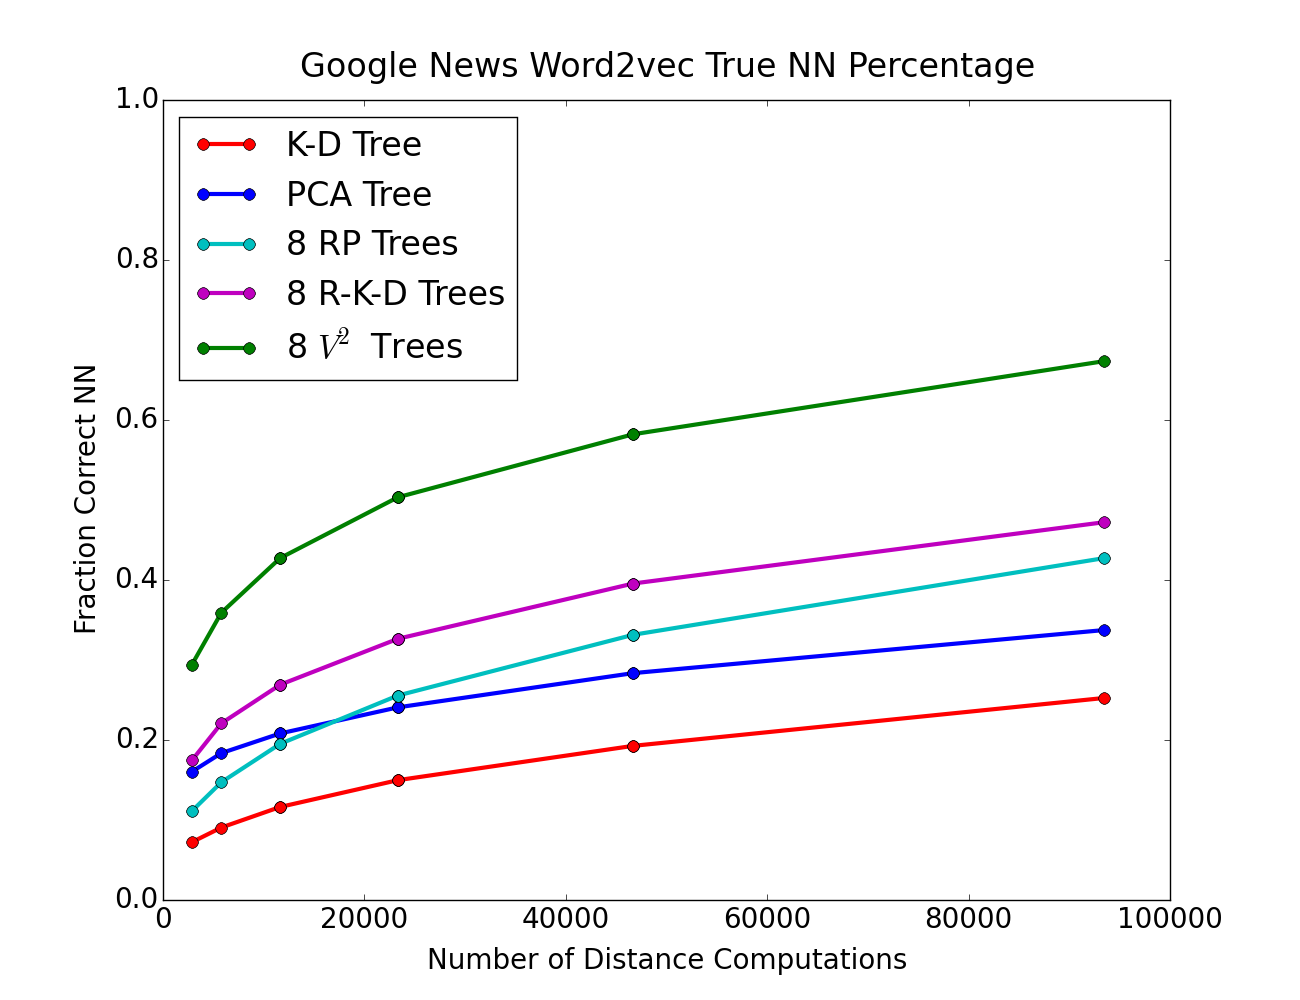 Google News Word2vec True NN Percentage
1.0
0.8
0.6
0.4
0.2
0.0
Fraction Correct NN
K-D Tree
PCA Tree
8 RP Trees
8 R-K-D Trees
8 V² Trees
0 20000 40000 60000 80000 100000
Number of Distance Computations